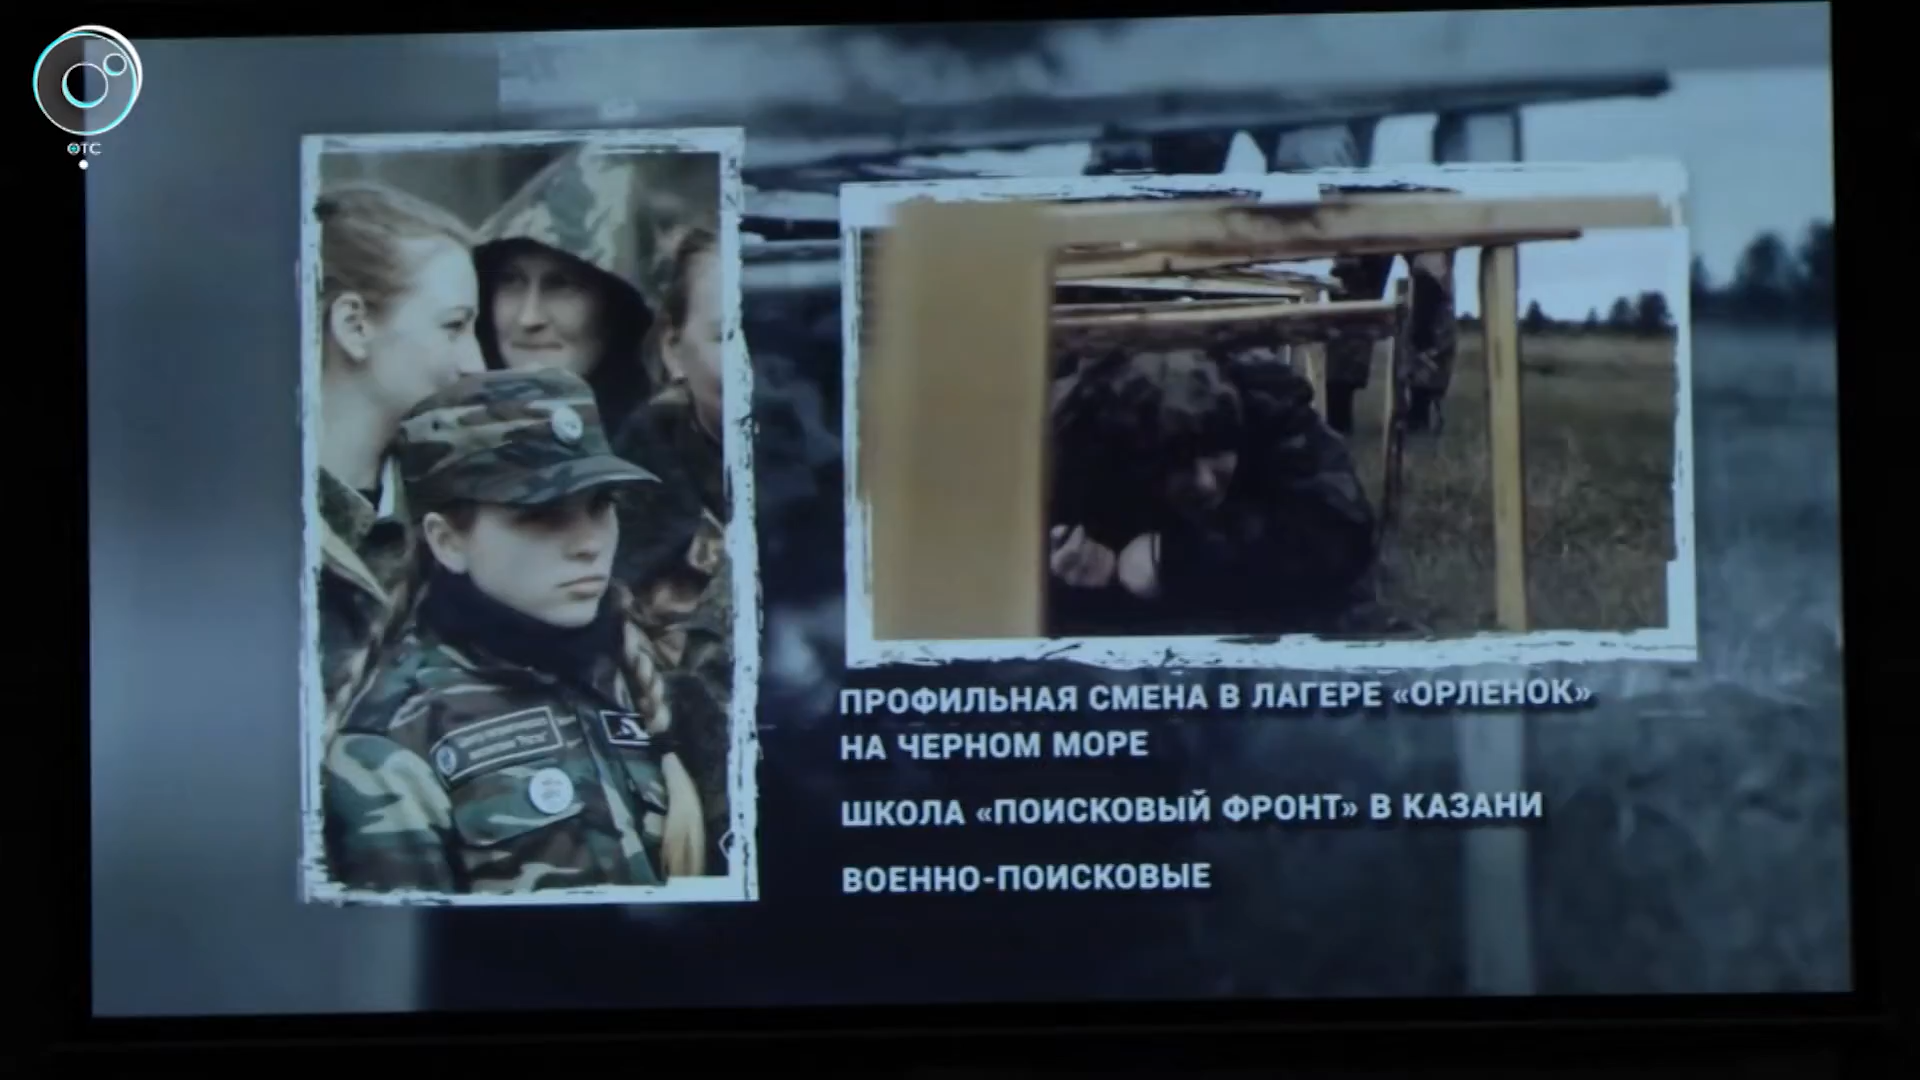 ОТС
ПРОФИЛЬНАЯ СМЕНА В ЛАГЕРЕ «ОРЛЕНОК»
НА ЧЕРНОМ МОРЕ
ШКОЛА «ПОИСКОВЫЙ ФРОНТ» В КАЗАНИ
ВОЕННО-ПОИСКОВЫЕ